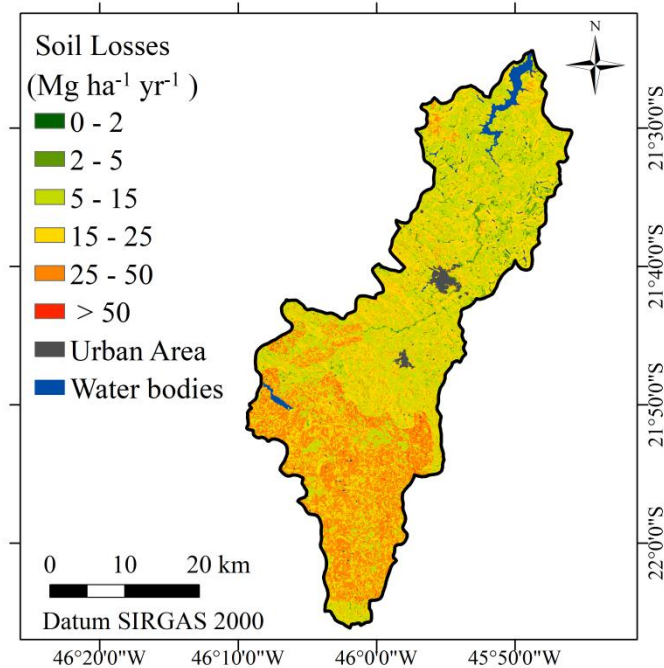 Soil Losses
(Mg ha⁻¹ yr⁻¹ )
0 - 2
2 - 5
5 - 15
15 - 25
25 - 50
> 50
Urban Area
Water bodies
N
21°30'0"S
21°40'0"S
21°50'0"S
22°0'0"S
0 10 20 km
Datum SIRGAS 2000
46°20'0"W 46°10'0"W 46°0'0"W 45°50'0"W